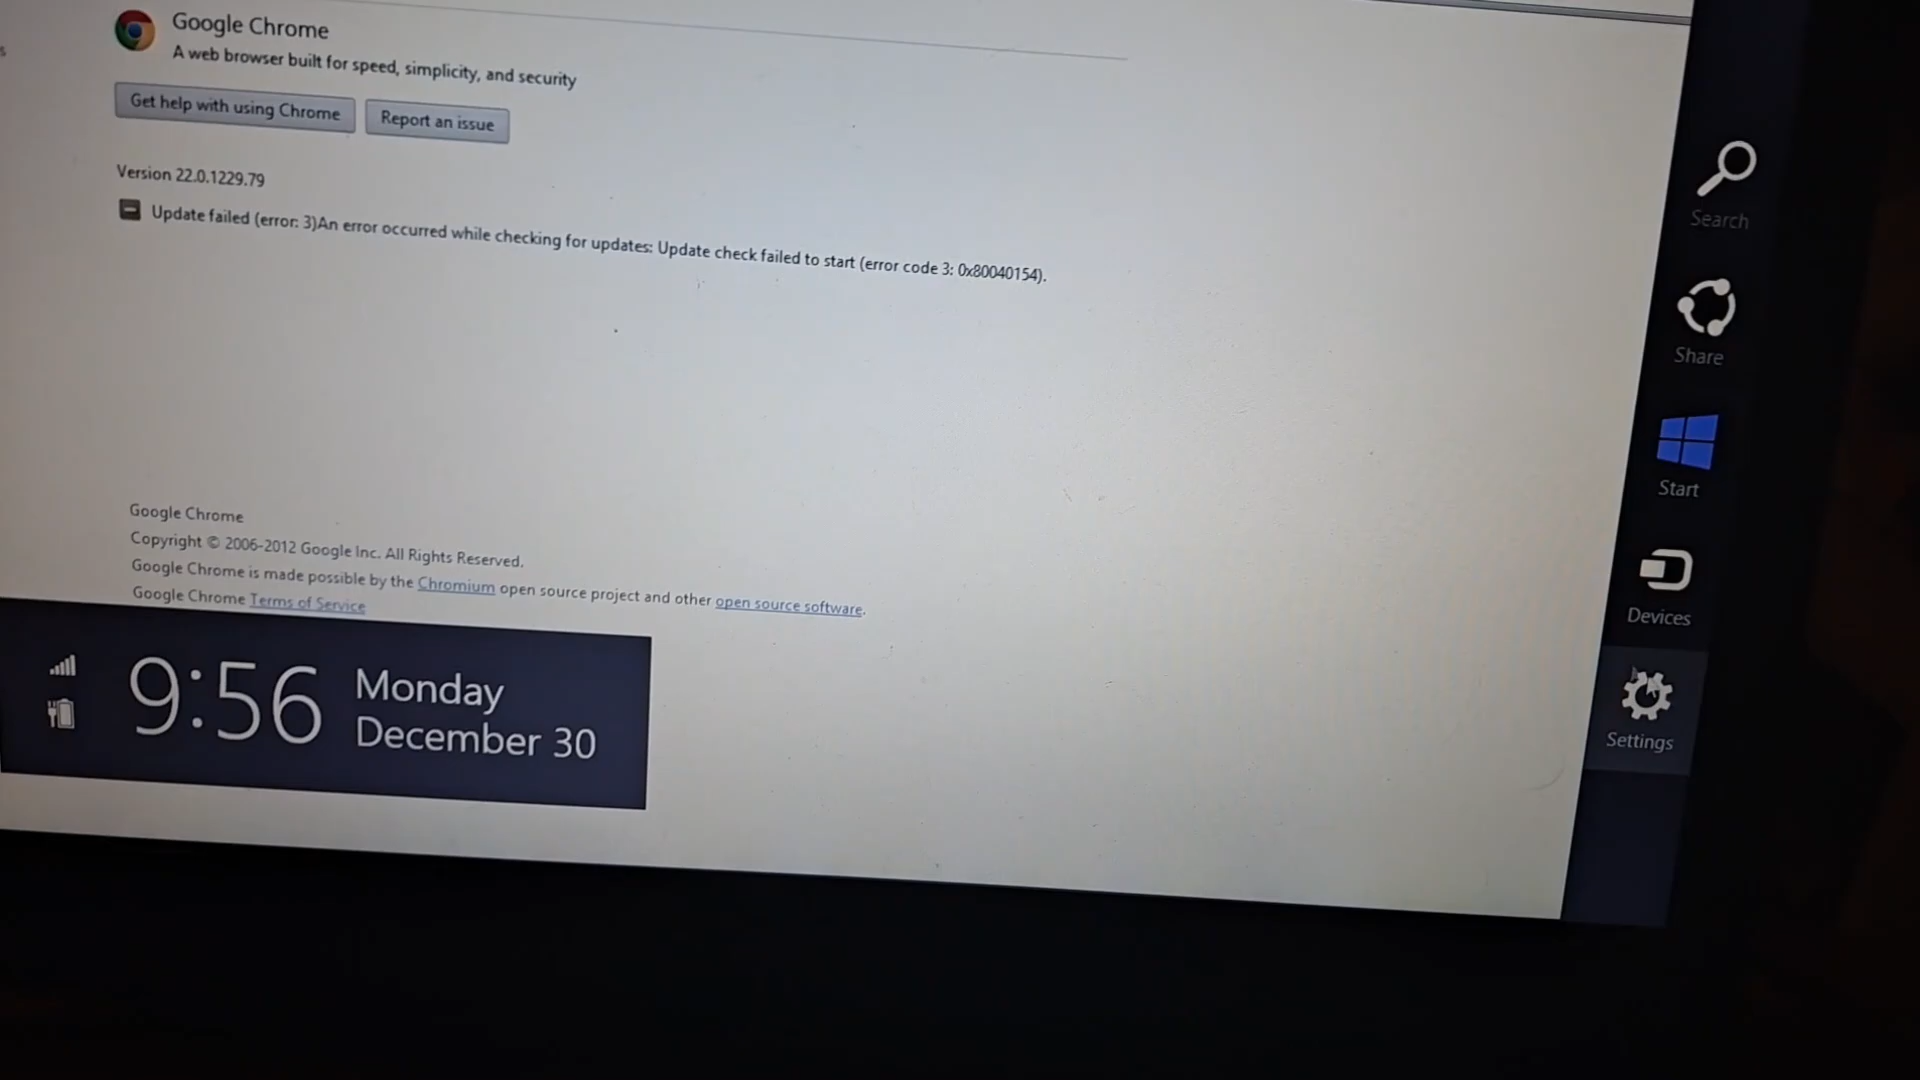 Google Chrome
A web browser built for speed, simplicity, and security
Get help with using Chrome
Report an issue
Version 22.0.1229.79
Update failed (error: 3)An error occurred while checking for updates: Update check failed to start (error code 3: 0x80040154).
Google Chrome
Copyright © 2006-2012 Google Inc. All Rights Reserved.
Google Chrome is made possible by the Chromium open source project and other open source software.
Google Chrome Terms of Service
9:56
Monday
December 30
Search
Share
Start
Devices
Settings